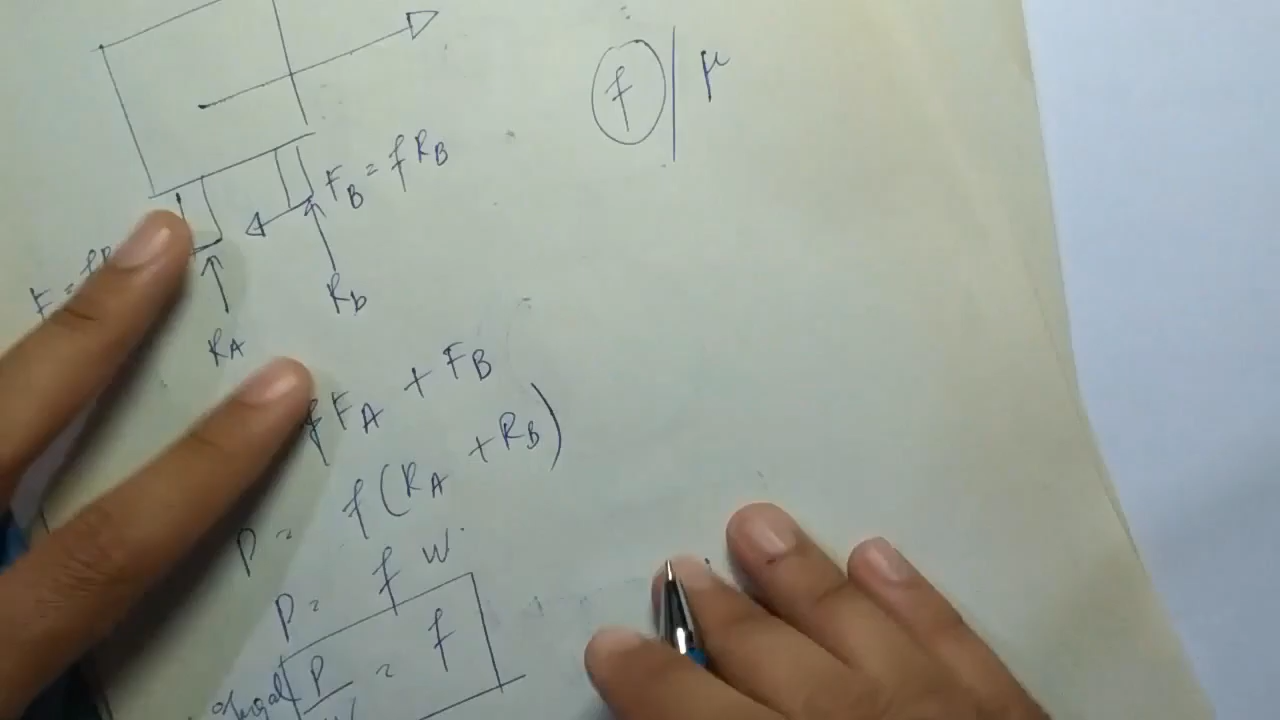 f | μ
F_B = f R_B
R_b
R_A
F_A + F_B
P = f(R_A + R_B)
P = f W.
P/W = f